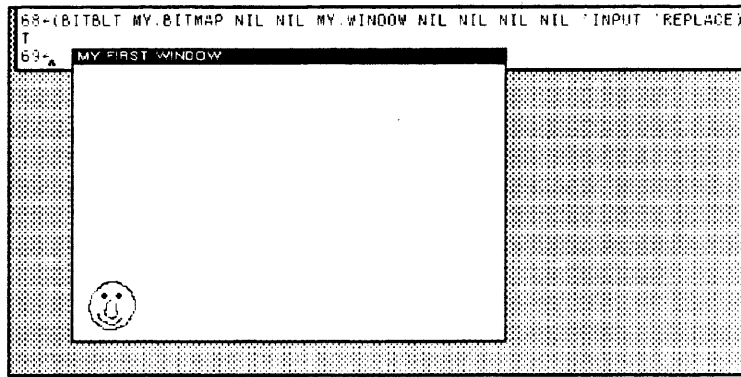 68←(BITBLT MY.BITMAP NIL NIL MY.WINDOW NIL NIL NIL NIL 'INPUT 'REPLACE)
T
69←
MY FIRST WINDOW